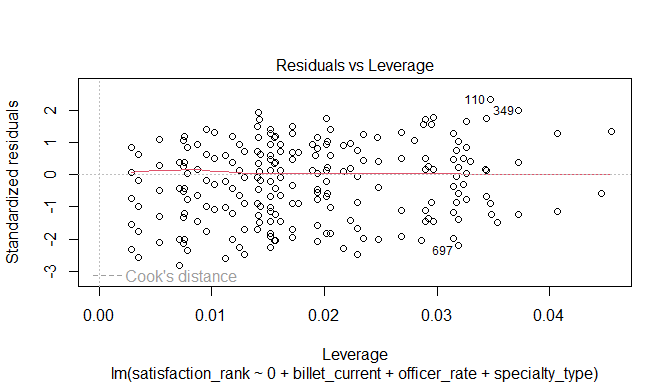 Residuals vs Leverage
Standardized residuals
2
1
0
-1
-2
-3
110
349
697
Cook's distance
0.00 0.01 0.02 0.03 0.04
Leverage
lm(satisfaction_rank ~ 0 + billet_current + officer_rate + specialty_type)